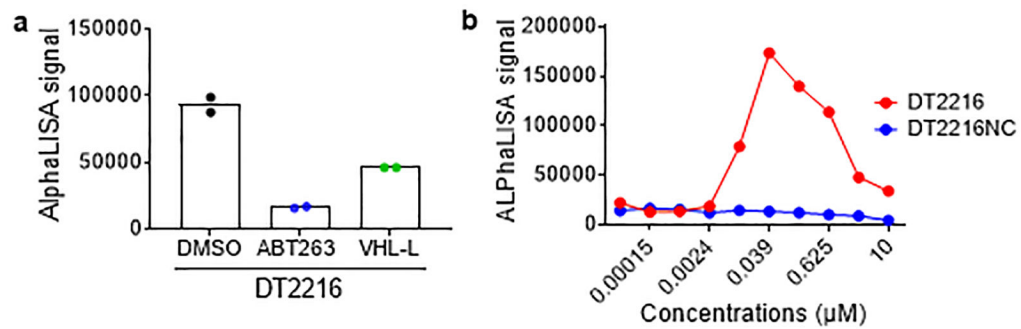 a
AlphaLISA signal
150000
100000
50000
0
DMSO ABT263 VHL-L
DT2216
b
ALPhaLISA signal
200000
150000
100000
50000
0
0.00015 0.0024 0.039 0.625 10
Concentrations (µM)
DT2216
DT2216NC